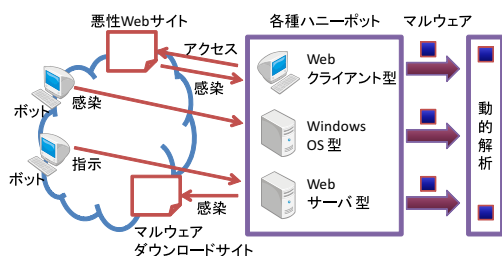 悪性Webサイト
各種ハニーポット
マルウェア
アクセス
感染
Web
クライアント型
ボット
感染
Windows
OS 型
動的解析
ボット
指示
Web
サーバ型
感染
マルウェア
ダウンロードサイト